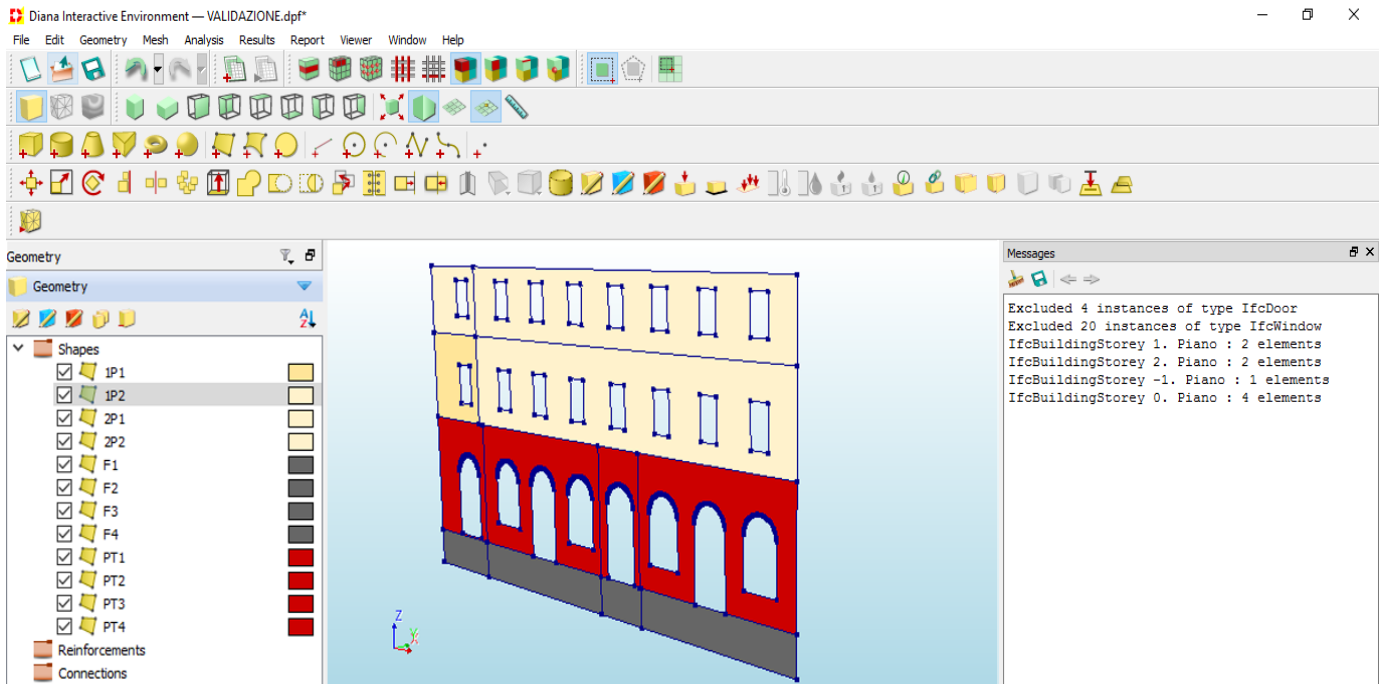 Diana Interactive Environment — VALIDAZIONE.dpf*
File Edit Geometry Mesh Analysis Results Report Viewer Window Help
Geometry
Geometry
Shapes
1P1
1P2
2P1
2P2
F1
F2
F3
F4
PT1
PT2
PT3
PT4
Reinforcements
Connections
Z
Y
X
Messages
Excluded 4 instances of type IfcDoor
Excluded 20 instances of type IfcWindow
IfcBuildingStorey 1. Piano : 2 elements
IfcBuildingStorey 2. Piano : 2 elements
IfcBuildingStorey -1. Piano : 1 elements
IfcBuildingStorey 0. Piano : 4 elements